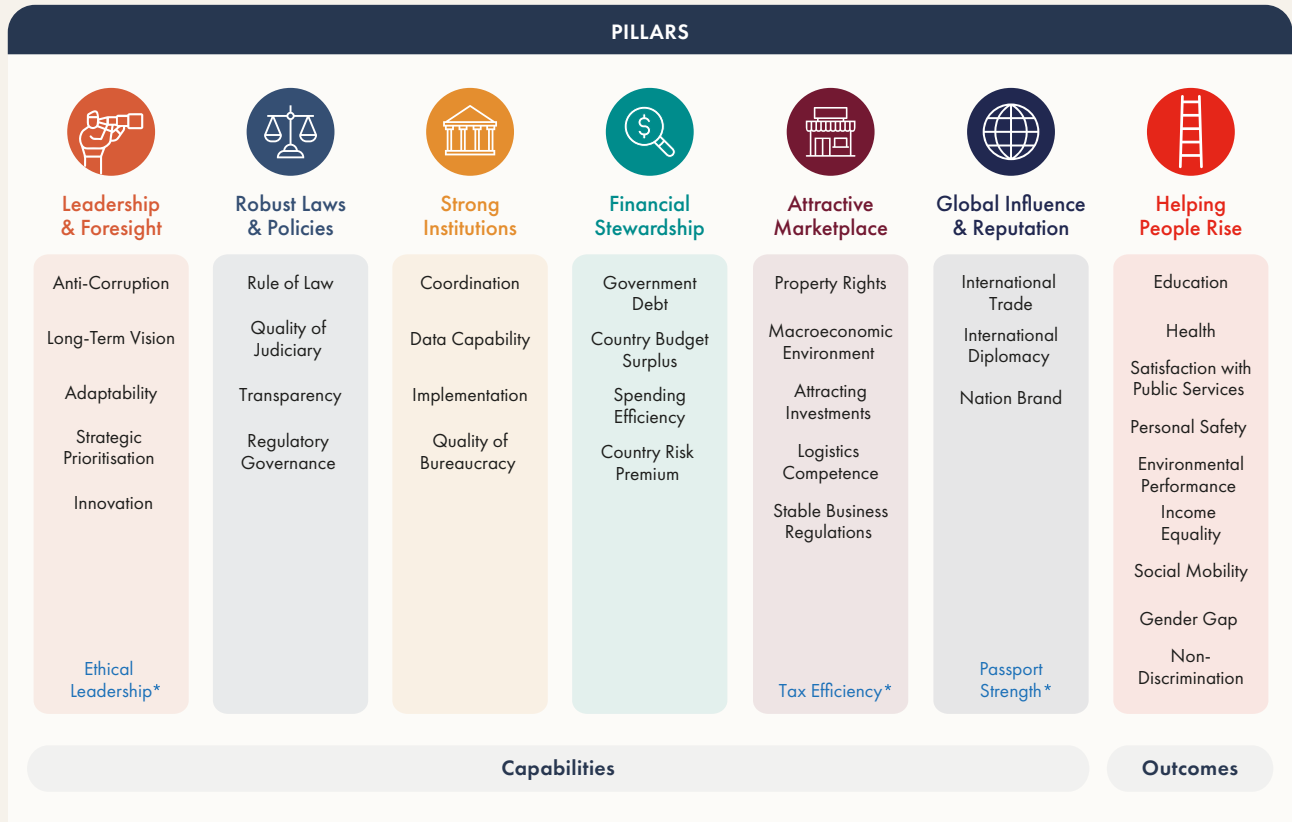 PILLARS
Leadership
& Foresight
Anti-Corruption
Long-Term Vision
Adaptability
Strategic
Prioritisation
Innovation
Ethical
Leadership*
Robust Laws
& Policies
Rule of Law
Quality of
Judiciary
Transparency
Regulatory
Governance
Strong
Institutions
Coordination
Data Capability
Implementation
Quality of
Bureaucracy
Financial
Stewardship
Government
Debt
Country Budget
Surplus
Spending
Efficiency
Country Risk
Premium
Attractive
Marketplace
Property Rights
Macroeconomic
Environment
Attracting
Investments
Logistics
Competence
Stable Business
Regulations
Tax Efficiency*
Global Influence
& Reputation
International
Trade
International
Diplomacy
Nation Brand
Passport
Strength*
Helping
People Rise
Education
Health
Satisfaction with
Public Services
Personal Safety
Environmental
Performance
Income
Equality
Social Mobility
Gender Gap
Non-
Discrimination
Capabilities
Outcomes